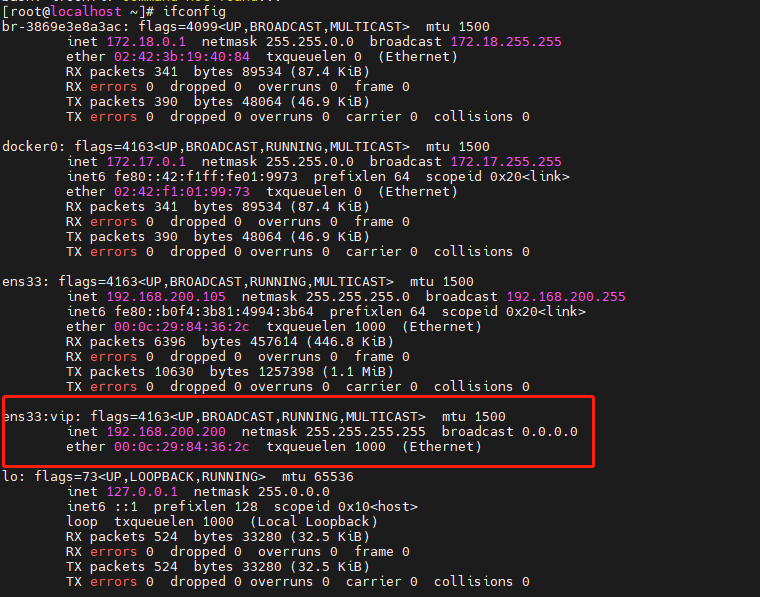 [root@localhost ~]# ifconfig
br-3869e3e8a3ac: flags=4099<UP,BROADCAST,MULTICAST>  mtu 1500
        inet 172.18.0.1  netmask 255.255.0.0  broadcast 172.18.255.255
        ether 02:42:3b:19:40:84  txqueuelen 0  (Ethernet)
        RX packets 341  bytes 89534 (87.4 KiB)
        RX errors 0  dropped 0  overruns 0  frame 0
        TX packets 390  bytes 48064 (46.9 KiB)
        TX errors 0  dropped 0 overruns 0  carrier 0  collisions 0

docker0: flags=4163<UP,BROADCAST,RUNNING,MULTICAST>  mtu 1500
        inet 172.17.0.1  netmask 255.255.0.0  broadcast 172.17.255.255
        inet6 fe80::42:f1ff:fe01:9973  prefixlen 64  scopeid 0x20<link>
        ether 02:42:f1:01:99:73  txqueuelen 0  (Ethernet)
        RX packets 341  bytes 89534 (87.4 KiB)
        RX errors 0  dropped 0  overruns 0  frame 0
        TX packets 390  bytes 48064 (46.9 KiB)
        TX errors 0  dropped 0 overruns 0  carrier 0  collisions 0

ens33: flags=4163<UP,BROADCAST,RUNNING,MULTICAST>  mtu 1500
        inet 192.168.200.105  netmask 255.255.255.0  broadcast 192.168.200.255
        inet6 fe80::b0f4:3b81:4994:3b64  prefixlen 64  scopeid 0x20<link>
        ether 00:0c:29:84:36:2c  txqueuelen 1000  (Ethernet)
        RX packets 6396  bytes 457614 (446.8 KiB)
        RX errors 0  dropped 0  overruns 0  frame 0
        TX packets 10630  bytes 1257398 (1.1 MiB)
        TX errors 0  dropped 0 overruns 0  carrier 0  collisions 0

ens33:vip: flags=4163<UP,BROADCAST,RUNNING,MULTICAST>  mtu 1500
        inet 192.168.200.200  netmask 255.255.255.255  broadcast 0.0.0.0
        ether 00:0c:29:84:36:2c  txqueuelen 1000  (Ethernet)

lo: flags=73<UP,LOOPBACK,RUNNING>  mtu 65536
        inet 127.0.0.1  netmask 255.0.0.0
        inet6 ::1  prefixlen 128  scopeid 0x10<host>
        loop  txqueuelen 1000  (Local Loopback)
        RX packets 524  bytes 33280 (32.5 KiB)
        RX errors 0  dropped 0  overruns 0  frame 0
        TX packets 524  bytes 33280 (32.5 KiB)
        TX errors 0  dropped 0 overruns 0  carrier 0  collisions 0